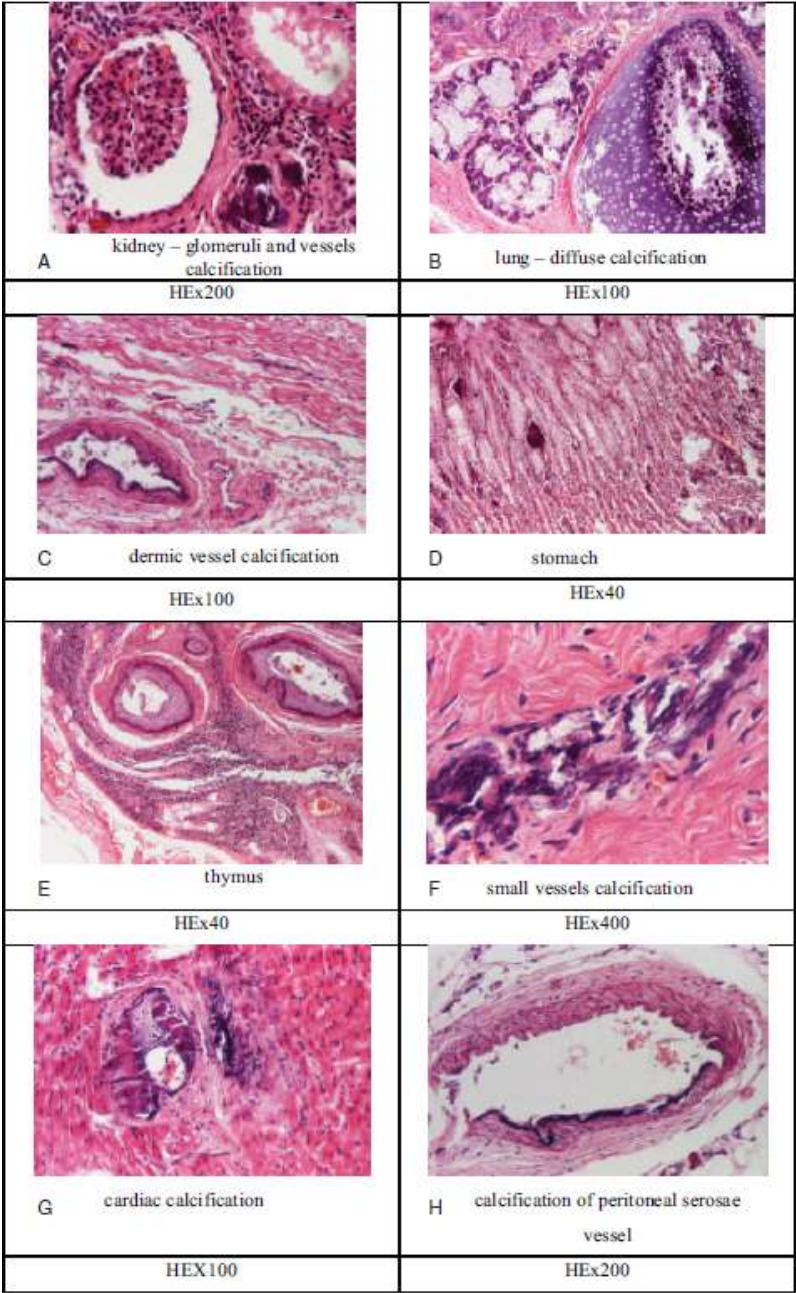 A kidney – glomeruli and vessels
calcification
B lung – diffuse calcification
HEx200
HEx100
C dermic vessel calcification
D stomach
HEx100
HEx40
E thymus
F small vessels calcification
HEx40
HEx400
G cardiac calcification
H calcification of peritoneal serosae
vessel
HEX100
HEx200